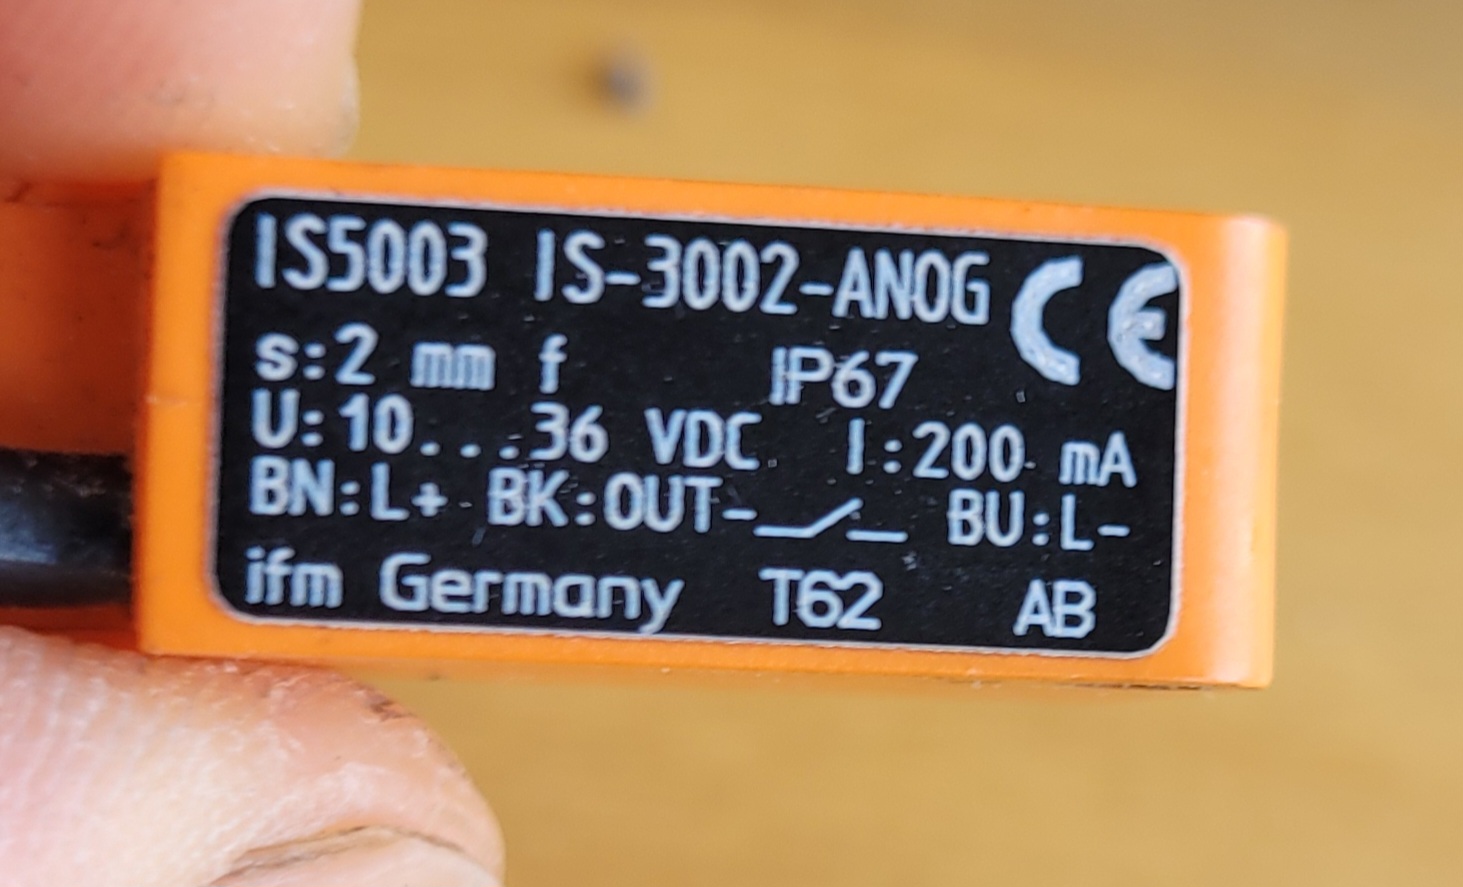 IS5003 IS-3002-ANOG CE
s:2 mm f IP67
U:10...36 VDC I:200 mA
BN:L+ BK:OUT- BU:L-
ifm Germany T62 AB